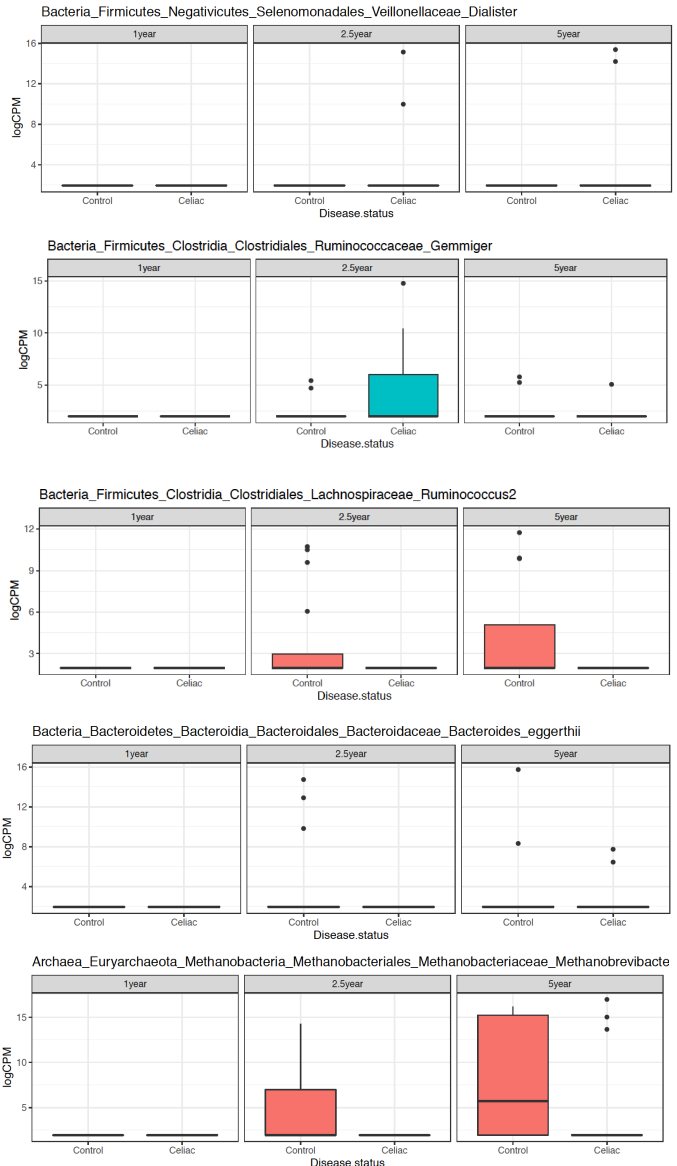 Bacteria_Firmicutes_Negativicutes_Selenomonadales_Veillonellaceae_Dialister
1year 2.5year 5year
16
12
8
4
logCPM
Control Celiac Control Celiac Control Celiac
Disease.status
Bacteria_Firmicutes_Clostridia_Clostridiales_Ruminococcaceae_Gemmiger
1year 2.5year 5year
15
10
5
logCPM
Control Celiac Control Celiac Control Celiac
Disease.status
Bacteria_Firmicutes_Clostridia_Clostridiales_Lachnospiraceae_Ruminococcus2
1year 2.5year 5year
12
9
6
3
logCPM
Control Celiac Control Celiac Control Celiac
Disease.status
Bacteria_Bacteroidetes_Bacteroidia_Bacteroidales_Bacteroidaceae_Bacteroides_eggerthii
1year 2.5year 5year
16
12
8
4
logCPM
Control Celiac Control Celiac Control Celiac
Disease.status
Archaea_Euryarchaeota_Methanobacteria_Methanobacteriales_Methanobacteriaceae_Methanobrevibacte
1year 2.5year 5year
15
10
5
logCPM
Control Celiac Control Celiac Control Celiac
Disease.status